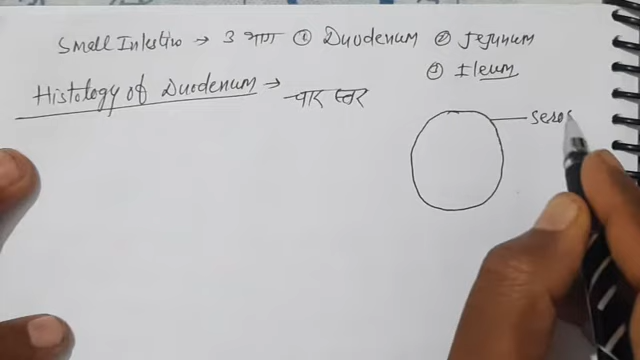 Small Intestine → 3 भाग ① Duodenum ② Jejunum
③ Ileum
Histology of Duodenum →
चार स्तर
Seros